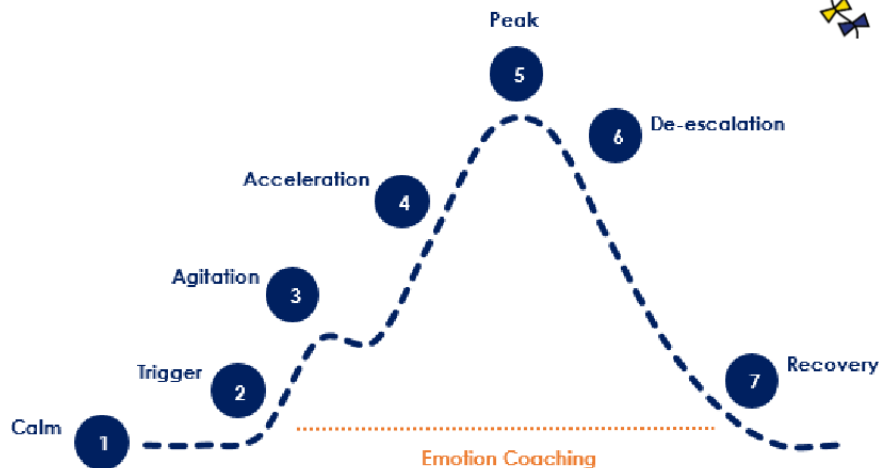 Peak
5
6
De-escalation
Acceleration
4
Agitation
3
Trigger
2
7
Recovery
Calm
1
Emotion Coaching